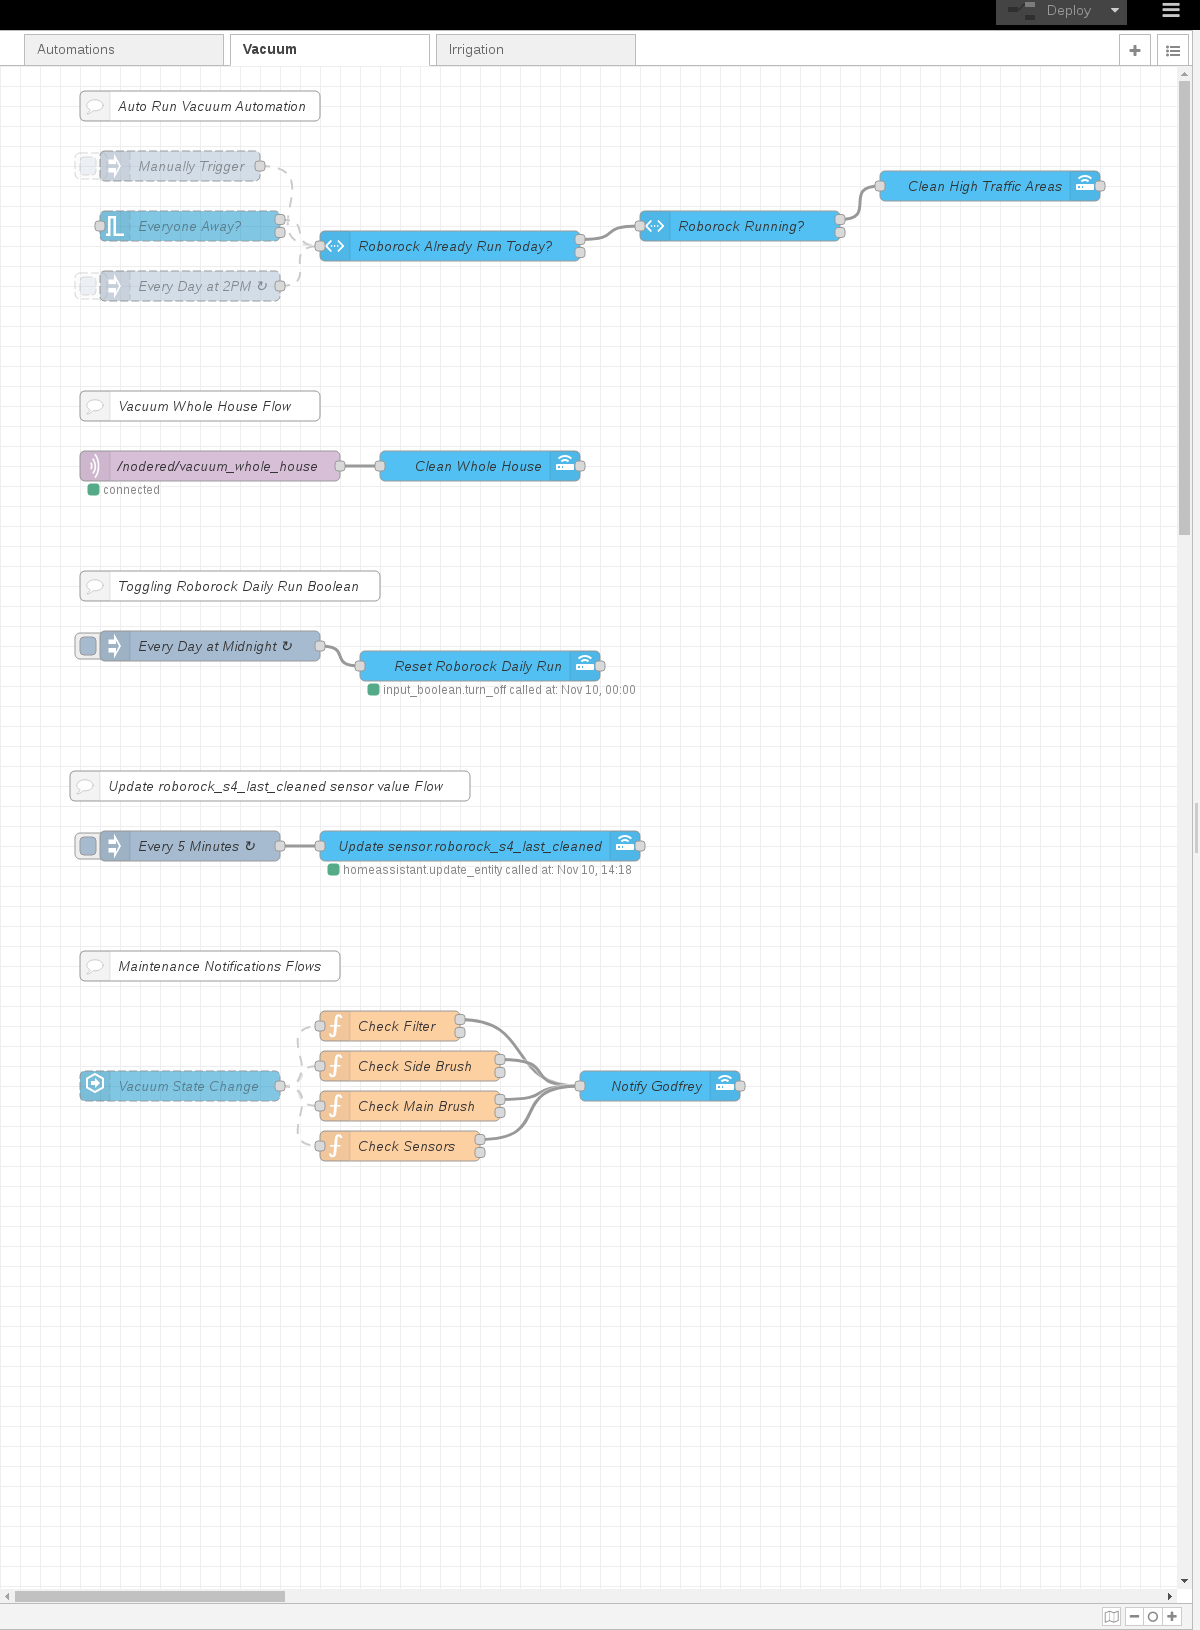 Deploy
Automations
Vacuum
Irrigation
Auto Run Vacuum Automation
Manually Trigger
Clean High Traffic Areas
Everyone Away?
Roborock Running?
Roborock Already Run Today?
Every Day at 2PM ↻
Vacuum Whole House Flow
/nodered/vacuum_whole_house
Clean Whole House
connected
Toggling Roborock Daily Run Boolean
Every Day at Midnight ↻
Reset Roborock Daily Run
input_boolean.turn_off called at: Nov 10, 00:00
Update roborock_s4_last_cleaned sensor value Flow
Every 5 Minutes ↻
Update sensor.roborock_s4_last_cleaned
homeassistant.update_entity called at: Nov 10, 14:18
Maintenance Notifications Flows
Check Filter
Check Side Brush
Vacuum State Change
Notify Godfrey
Check Main Brush
Check Sensors